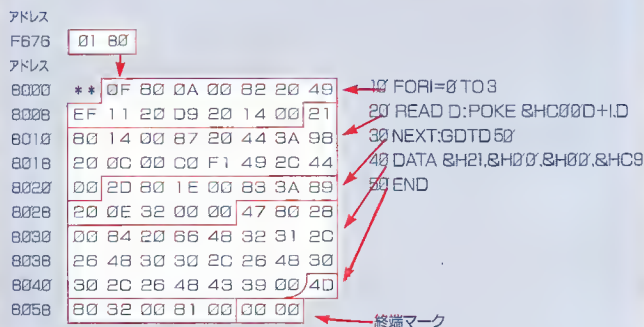 アドレス
F676 01 80
アドレス
8000 ** 0F 80 0A 00 82 20 49 10 FORI=0 TO 3
8008 EF 11 20 D9 20 14 00 21 20 READ D:POKE &HC00D+I,D
8010 80 14 00 87 20 44 3A 98 30 NEXT:GDTD 50
8018 20 0C 00 C0 F1 49 2C 44 40 DATA &H21,&H00,&H00,&HC9
8020 00 2D 80 1E 00 83 3A 89 50 END
8028 20 0E 32 00 00 47 80 28
8030 00 84 20 66 48 32 31 2C
8038 26 48 30 30 2C 26 48 30
8040 30 2C 26 48 43 39 00 4D
8058 80 32 00 81 00 00 00 終端マーク